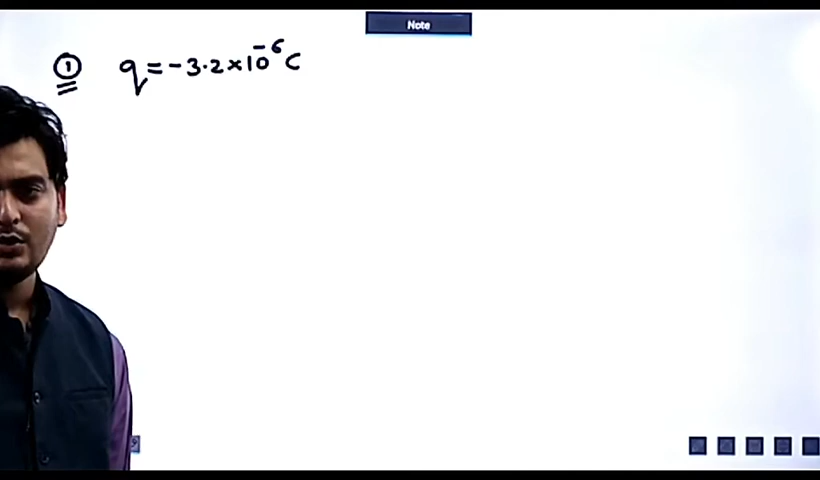 Note
① q = -3.2×10⁻⁶ C